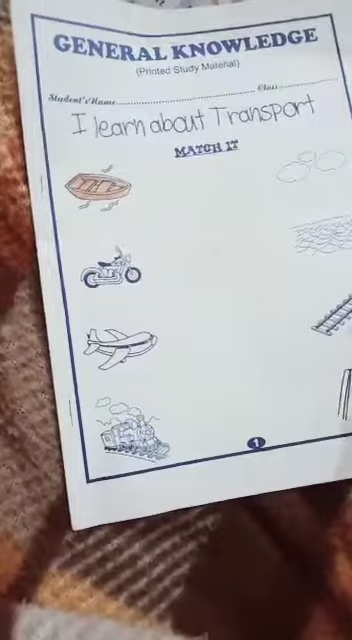 GENERAL KNOWLEDGE
(Printed Study Material)
Student's Name Class
I learn about Transport
MATCH IT
1